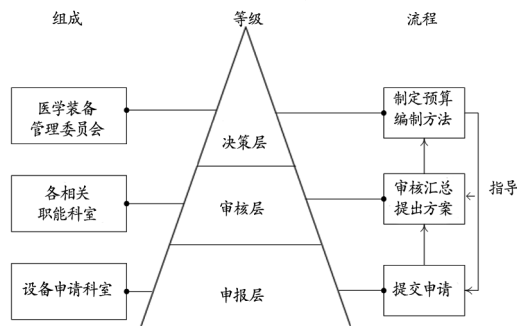 组成
等级
流程
医学装备
管理委员会
决策层
制定预算
编制方法
各相关
职能科室
审核层
审核汇总
提出方案
指导
设备申请科室
申报层
提交申请